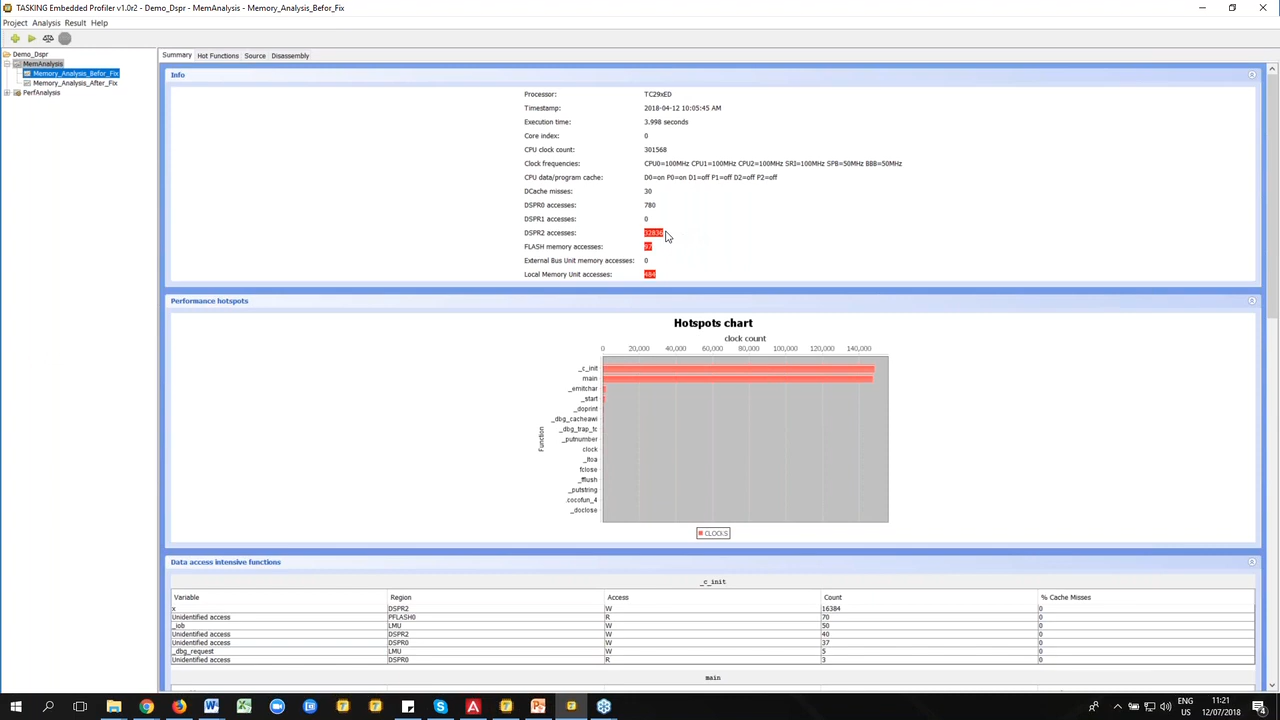 TASKING Embedded Profiler v1.0r2 - Demo_Dspr - MemAnalysis - Memory_Analysis_Befor_Fix
Project Analysis Result Help
Demo_Dspr
MemAnalysis
Memory_Analysis_Befor_Fix
Memory_Analysis_After_Fix
PerfAnalysis
Summary Hot Functions Source Disassembly
Info
Processor: TC29xED
Timestamp: 2018-04-12 10:05:45 AM
Execution time: 3.998 seconds
Core index: 0
CPU clock count: 301568
Clock frequencies: CPU0=100MHz CPU1=100MHz CPU2=100MHz SRI=100MHz SPB=50MHz BBB=50MHz
CPU data/program cache: D0=on P0=on D1=off P1=off D2=off P2=off
DCache misses: 30
DSPR0 accesses: 780
DSPR1 accesses: 0
DSPR2 accesses: 32836
FLASH memory accesses: 97
External Bus Unit memory accesses: 0
Local Memory Unit accesses: 484
Performance hotspots
Hotspots chart
clock count
0 20,000 40,000 60,000 80,000 100,000 120,000 140,000
_c_init
main
_emitchar
_start
_doprint
_dbg_cacheawi
_dbg_trap_tc
_putnumber
clock
_ltoa
fclose
_fflush
_putstring
.cocofun_4
_doclose
Function
CLOCKS
Data access intensive functions
_c_init
Variable Region Access Count % Cache Misses
x DSPR2 W 16384 0
Unidentified access PFLASH0 R 70 0
_iob LMU W 50 0
Unidentified access DSPR2 W 40 0
Unidentified access DSPR0 W 37 0
_dbg_request LMU W 5 0
Unidentified access DSPR0 R 3 0
main
ENG
11:21
US
12/07/2018